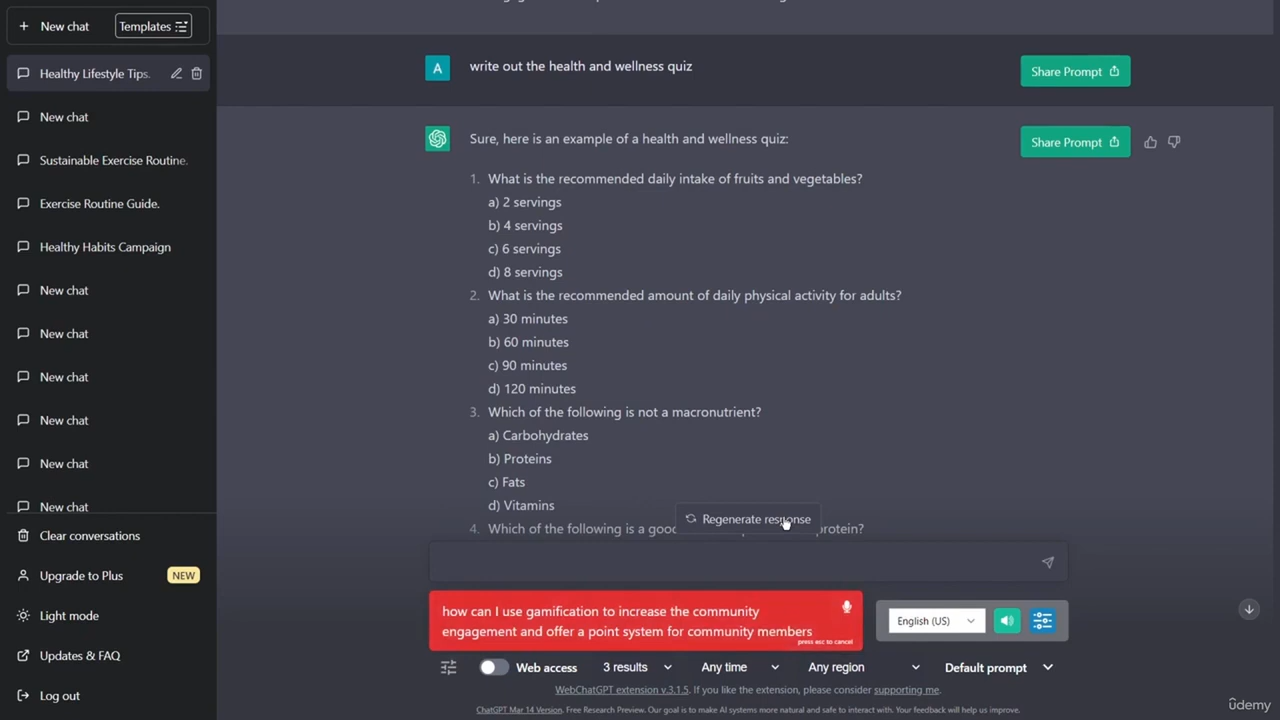 New chat
Templates
Healthy Lifestyle Tips.
New chat
Sustainable Exercise Routine.
Exercise Routine Guide.
Healthy Habits Campaign
New chat
New chat
New chat
New chat
New chat
New chat
Clear conversations
Upgrade to Plus NEW
Light mode
Updates & FAQ
Log out
A write out the health and wellness quiz
Share Prompt
Sure, here is an example of a health and wellness quiz:
Share Prompt
1. What is the recommended daily intake of fruits and vegetables?
a) 2 servings
b) 4 servings
c) 6 servings
d) 8 servings
2. What is the recommended amount of daily physical activity for adults?
a) 30 minutes
b) 60 minutes
c) 90 minutes
d) 120 minutes
3. Which of the following is not a macronutrient?
a) Carbohydrates
b) Proteins
c) Fats
d) Vitamins
4. Which of the following is a good protein?
Regenerate response
how can I use gamification to increase the community
engagement and offer a point system for community members
press esc to cancel
English (US)
Web access 3 results Any time Any region Default prompt
WebChatGPT extension v.3.1.5. If you like the extension, please consider supporting me.
ChatGPT Mar 14 Version. Free Research Preview. Our goal is to make AI systems more natural and safe to interact with. Your feedback will help us improve.
ûdemy